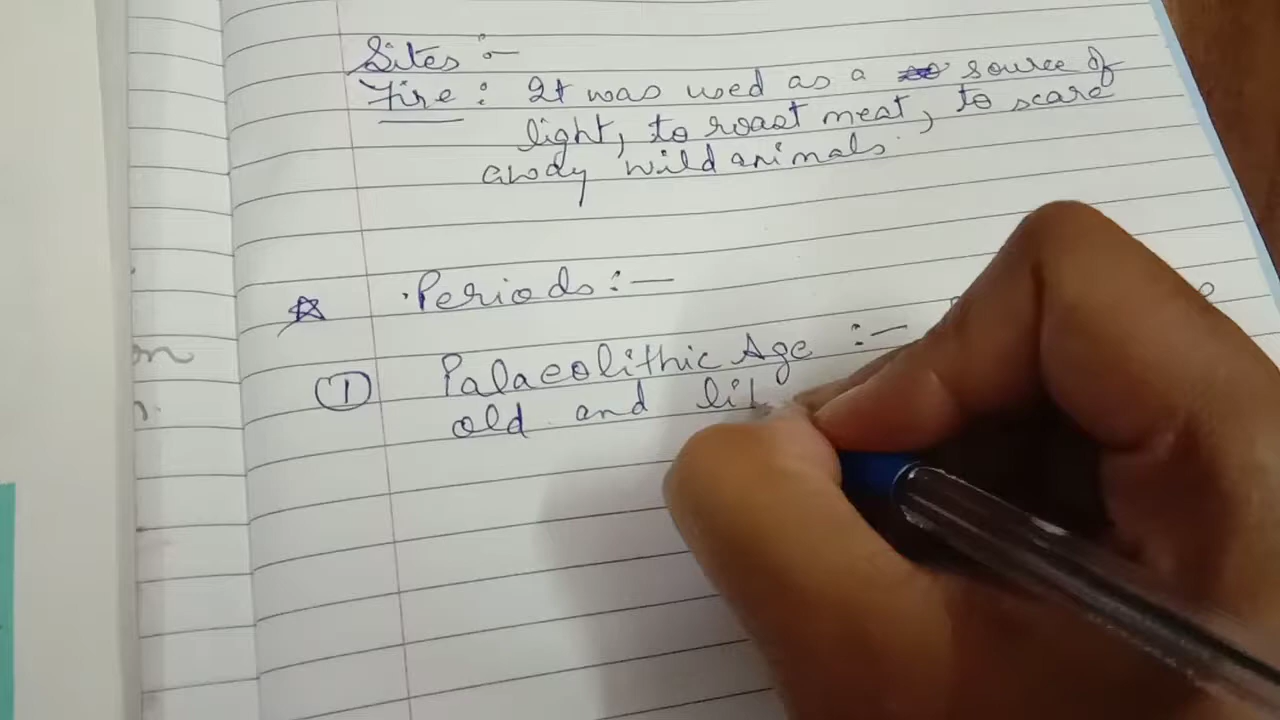 Sites :-
Fire : It was used as a source of
light, to roast meat, to scare
away wild animals.
Periods :-
① Palaeolithic Age :-
old and lit